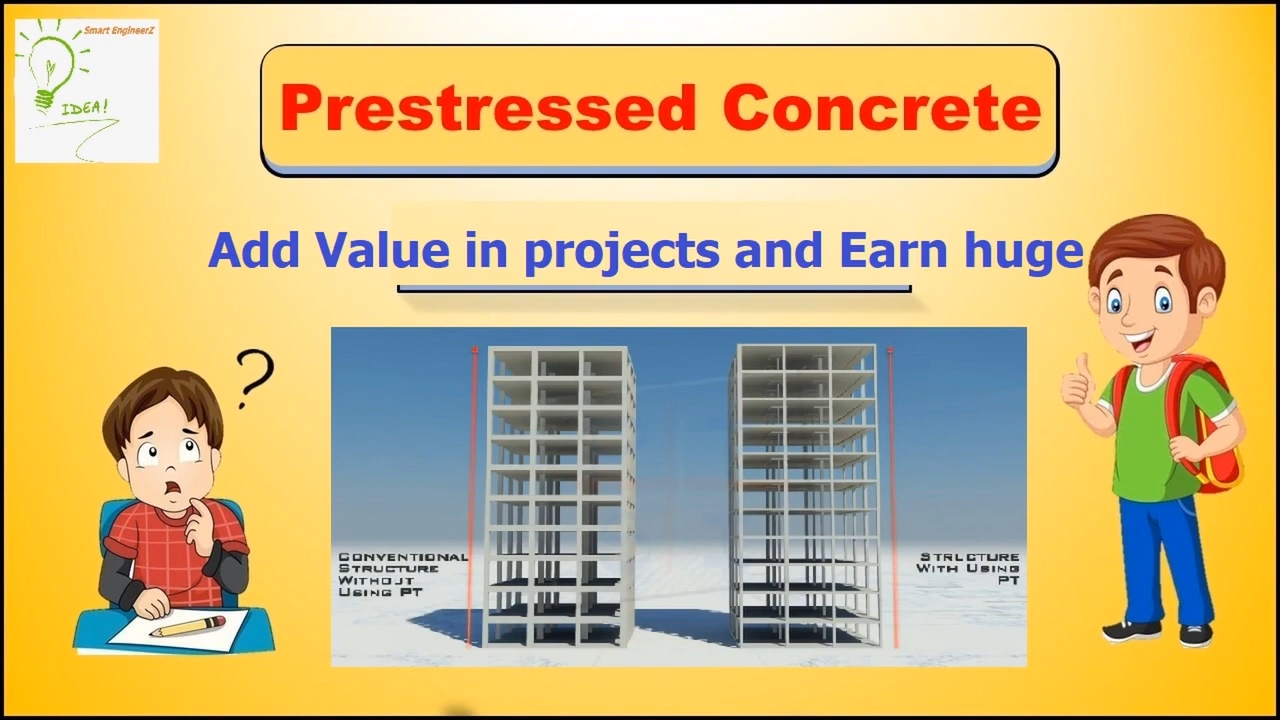 Smart EngineerZ
IDEA!
Prestressed Concrete
Add Value in projects and Earn huge
?
CONVENTIONAL
STRUCTURE
WITHOUT
USING PT
STRUCTURE
WITH USING
PT